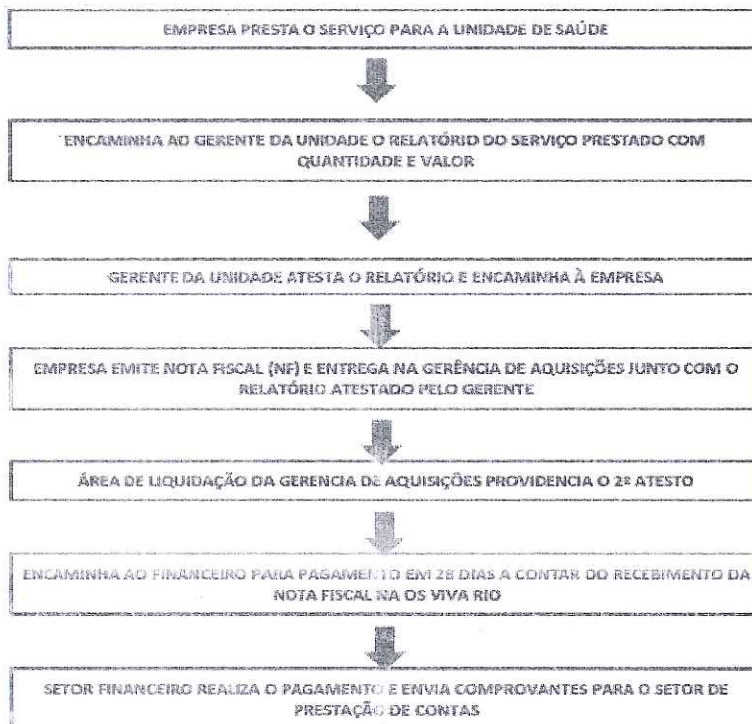 EMPRESA PRESTA O SERVIÇO PARA A UNIDADE DE SAÚDE
ENCAMINHA AO GERENTE DA UNIDADE O RELATÓRIO DO SERVIÇO PRESTADO COM
QUANTIDADE E VALOR
GERENTE DA UNIDADE ATESTA O RELATÓRIO E ENCAMINHA À EMPRESA
EMPRESA EMITE NOTA FISCAL (NF) E ENTREGA NA GERÊNCIA DE AQUISIÇÕES JUNTO COM O
RELATÓRIO ATESTADO PELO GERENTE
ÁREA DE LIQUIDAÇÃO DA GERENCIA DE AQUISIÇÕES PROVIDENCIA O 2º ATESTO
ENCAMINHA AO FINANCEIRO PARA PAGAMENTO EM 28 DIAS A CONTAR DO RECEBIMENTO DA
NOTA FISCAL NA OS VIVA RIO
SETOR FINANCEIRO REALIZA O PAGAMENTO E ENVIA COMPROVANTES PARA O SETOR DE
PRESTAÇÃO DE CONTAS